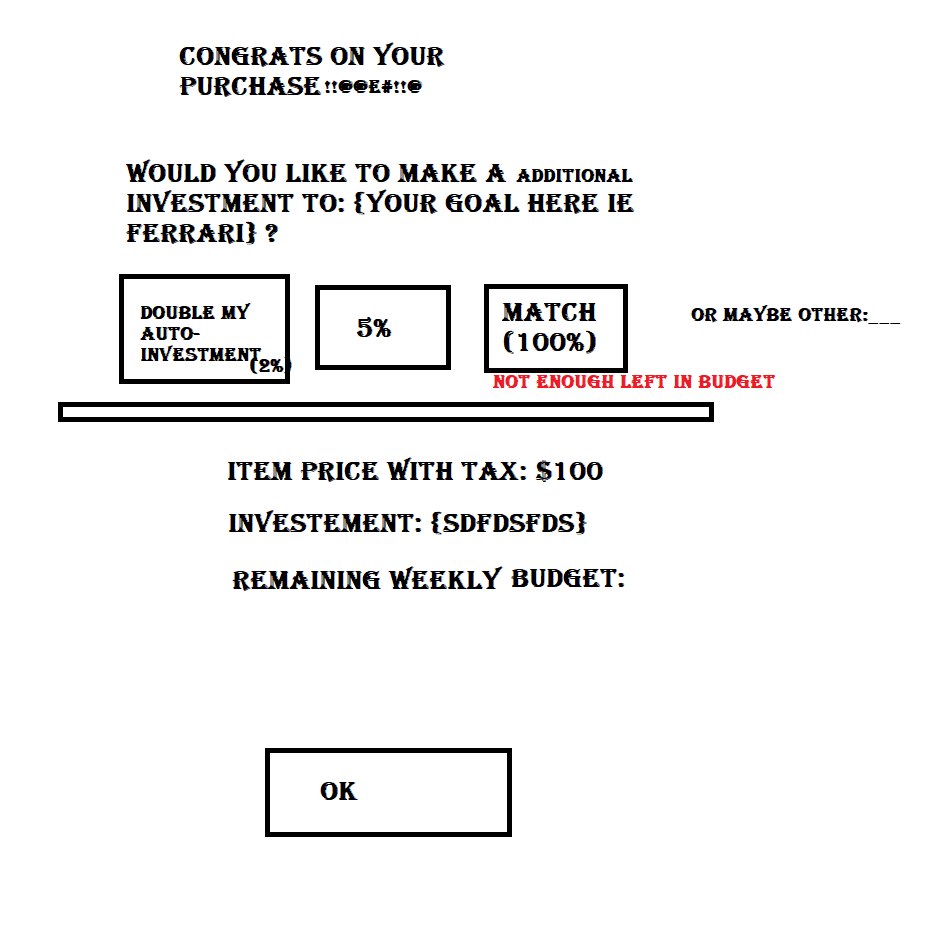 CONGRATS ON YOUR
PURCHASE !!@@E#!!@
WOULD YOU LIKE TO MAKE A ADDITIONAL
INVESTMENT TO: {YOUR GOAL HERE IE
FERRARI} ?
DOUBLE MY
AUTO-
INVESTMENT
(2%)
5%
MATCH
(100%)
OR MAYBE OTHER:___
NOT ENOUGH LEFT IN BUDGET
ITEM PRICE WITH TAX: $100
INVESTEMENT: {SDFDSFDS}
REMAINING WEEKLY BUDGET:
OK